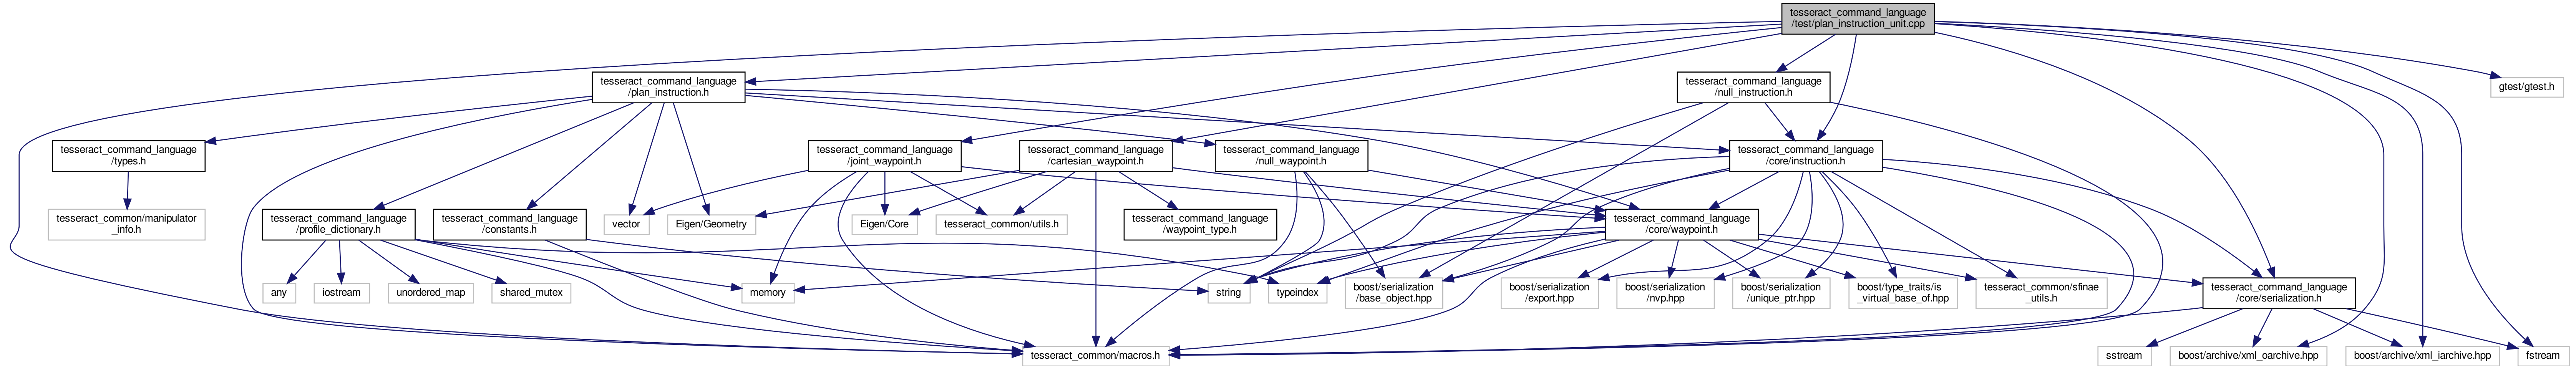 tesseract_command_language
/test/plan_instruction_unit.cpp
tesseract_command_language
/plan_instruction.h
tesseract_command_language
/null_instruction.h
gtest/gtest.h
tesseract_command_language
/types.h
tesseract_command_language
/joint_waypoint.h
tesseract_command_language
/cartesian_waypoint.h
tesseract_command_language
/null_waypoint.h
tesseract_command_language
/core/instruction.h
tesseract_common/manipulator
_info.h
tesseract_command_language
/profile_dictionary.h
tesseract_command_language
/constants.h
vector
Eigen/Geometry
Eigen/Core
tesseract_common/utils.h
tesseract_command_language
/waypoint_type.h
tesseract_command_language
/core/waypoint.h
any
iostream
unordered_map
shared_mutex
memory
string
typeindex
boost/serialization
/base_object.hpp
boost/serialization
/export.hpp
boost/serialization
/nvp.hpp
boost/serialization
/unique_ptr.hpp
boost/type_traits/is
_virtual_base_of.hpp
tesseract_common/sfinae
_utils.h
tesseract_command_language
/core/serialization.h
tesseract_common/macros.h
sstream
boost/archive/xml_oarchive.hpp
boost/archive/xml_iarchive.hpp
fstream